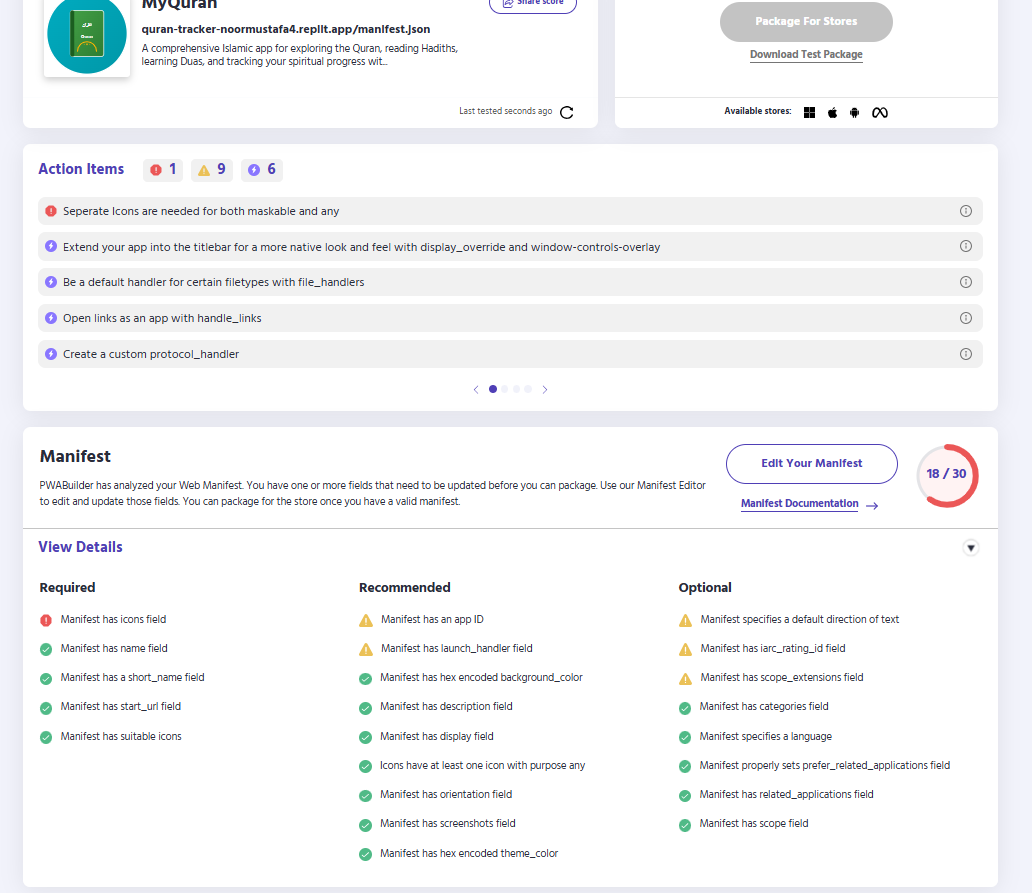 MyQuran
Share score
quran-tracker-noormustafa4.replit.app/manifest.json
A comprehensive Islamic app for exploring the Quran, reading Hadiths,
learning Duas, and tracking your spiritual progress wit...
Last tested seconds ago
Package For Stores
Download Test Package
Available stores:
Action Items 1 9 6
Seperate Icons are needed for both maskable and any
Extend your app into the titlebar for a more native look and feel with display_override and window-controls-overlay
Be a default handler for certain filetypes with file_handlers
Open links as an app with handle_links
Create a custom protocol_handler
Manifest
PWABuilder has analyzed your Web Manifest. You have one or more fields that need to be updated before you can package. Use our Manifest Editor
to edit and update those fields. You can package for the store once you have a valid manifest.
Edit Your Manifest
Manifest Documentation
18 / 30
View Details
Required
Manifest has icons field
Manifest has name field
Manifest has a short_name field
Manifest has start_url field
Manifest has suitable icons
Recommended
Manifest has an app ID
Manifest has launch_handler field
Manifest has hex encoded background_color
Manifest has description field
Manifest has display field
Icons have at least one icon with purpose any
Manifest has orientation field
Manifest has screenshots field
Manifest has hex encoded theme_color
Optional
Manifest specifies a default direction of text
Manifest has iarc_rating_id field
Manifest has scope_extensions field
Manifest has categories field
Manifest specifies a language
Manifest properly sets prefer_related_applications field
Manifest has related_applications field
Manifest has scope field